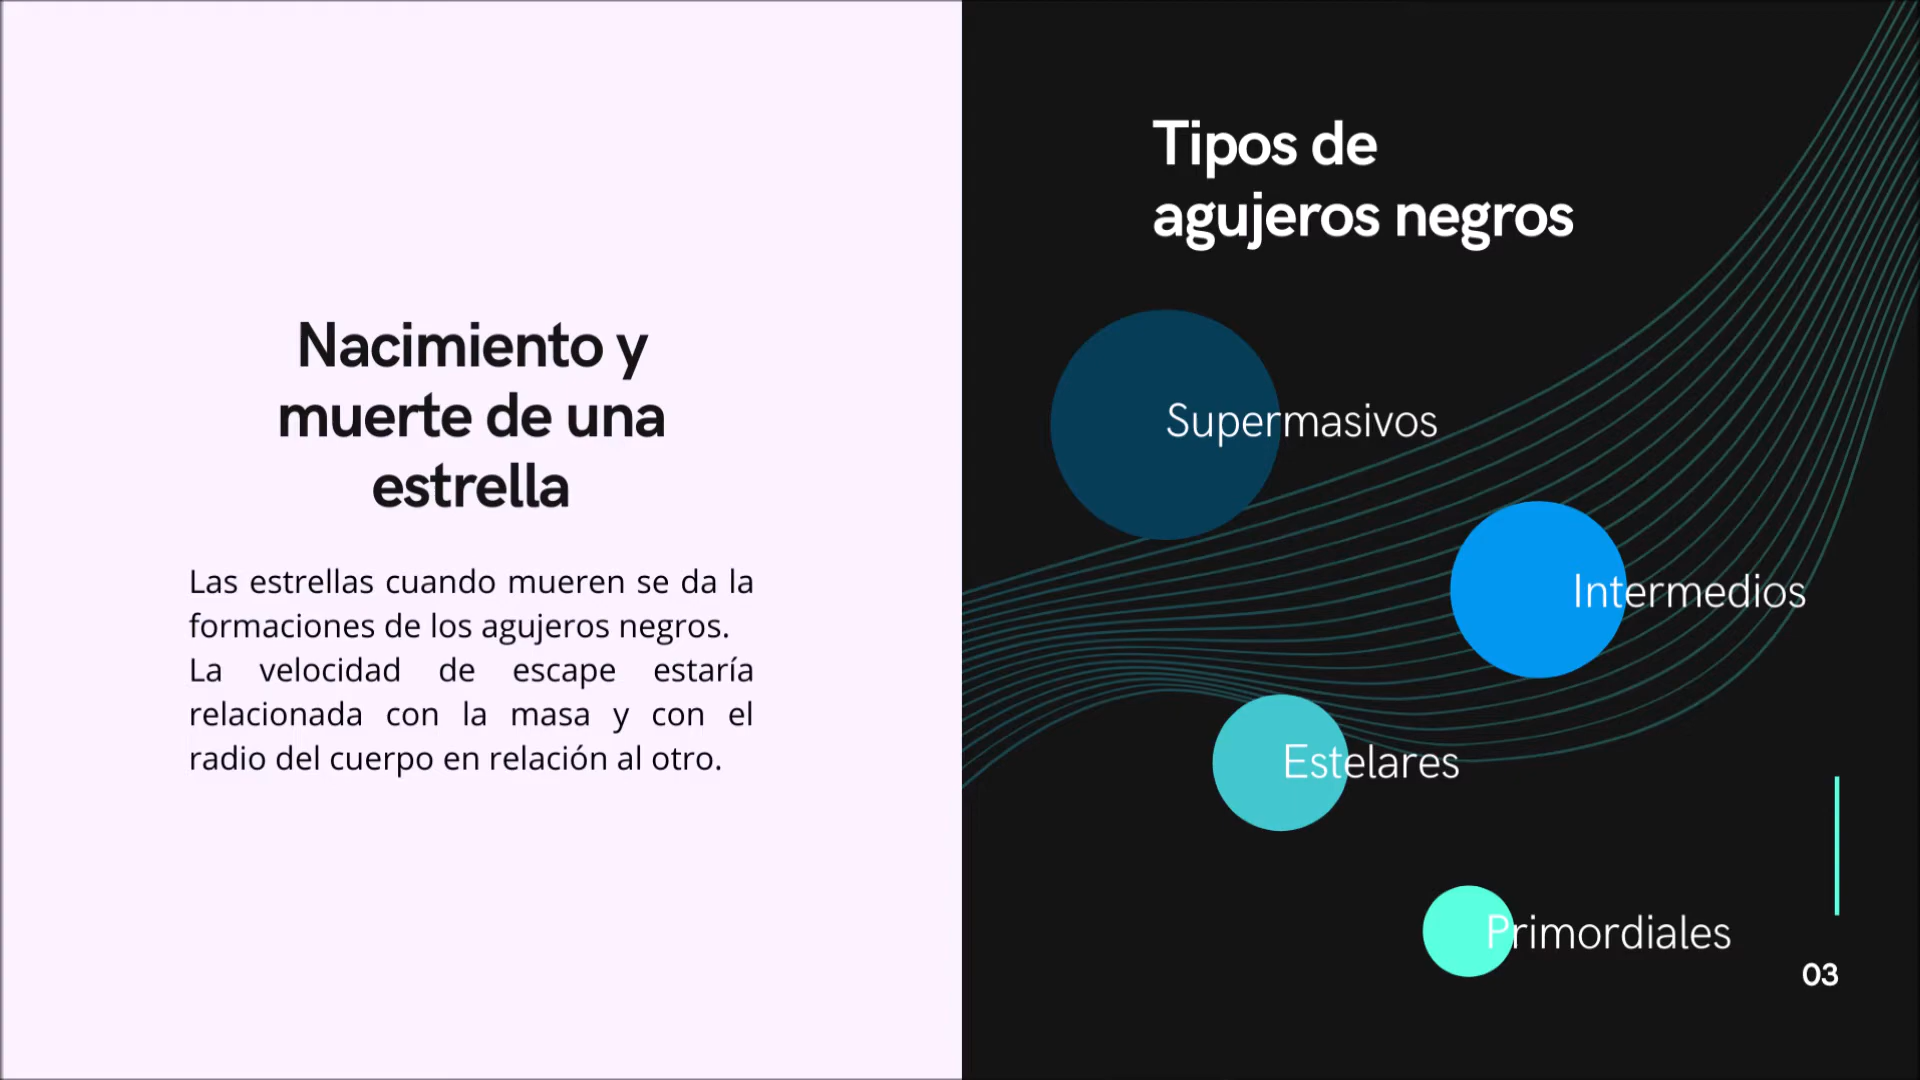 Nacimiento y
muerte de una
estrella
Las estrellas cuando mueren se da la
formaciones de los agujeros negros.
La velocidad de escape estaría
relacionada con la masa y con el
radio del cuerpo en relación al otro.
Tipos de
agujeros negros
Supermasivos
Intermedios
Estelares
Primordiales
03